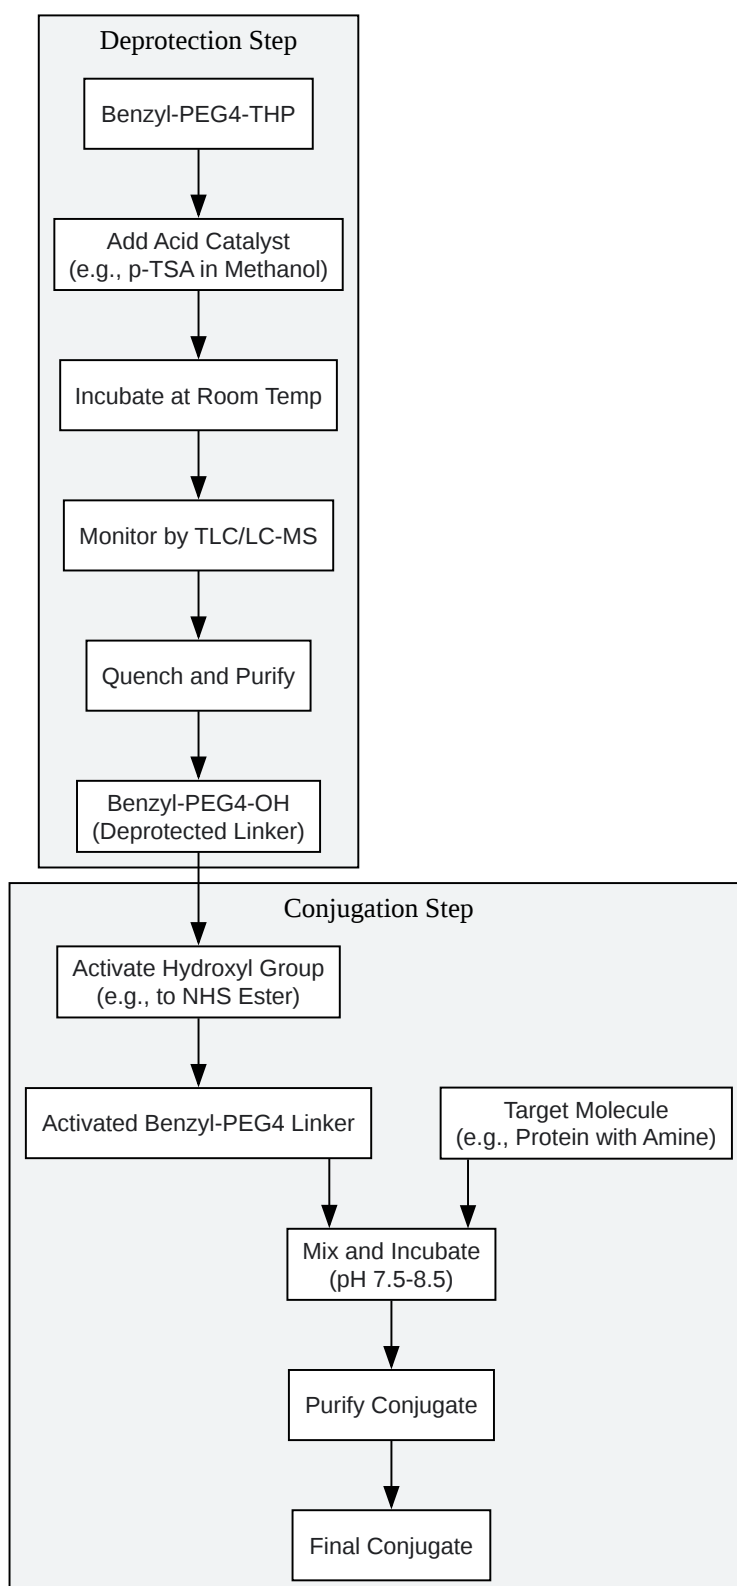 Deprotection Step
Benzyl-PEG4-THP
Add Acid Catalyst
(e.g., p-TSA in Methanol)
Incubate at Room Temp
Monitor by TLC/LC-MS
Quench and Purify
Benzyl-PEG4-OH
(Deprotected Linker)
Conjugation Step
Activate Hydroxyl Group
(e.g., to NHS Ester)
Activated Benzyl-PEG4 Linker
Target Molecule
(e.g., Protein with Amine)
Mix and Incubate
(pH 7.5-8.5)
Purify Conjugate
Final Conjugate